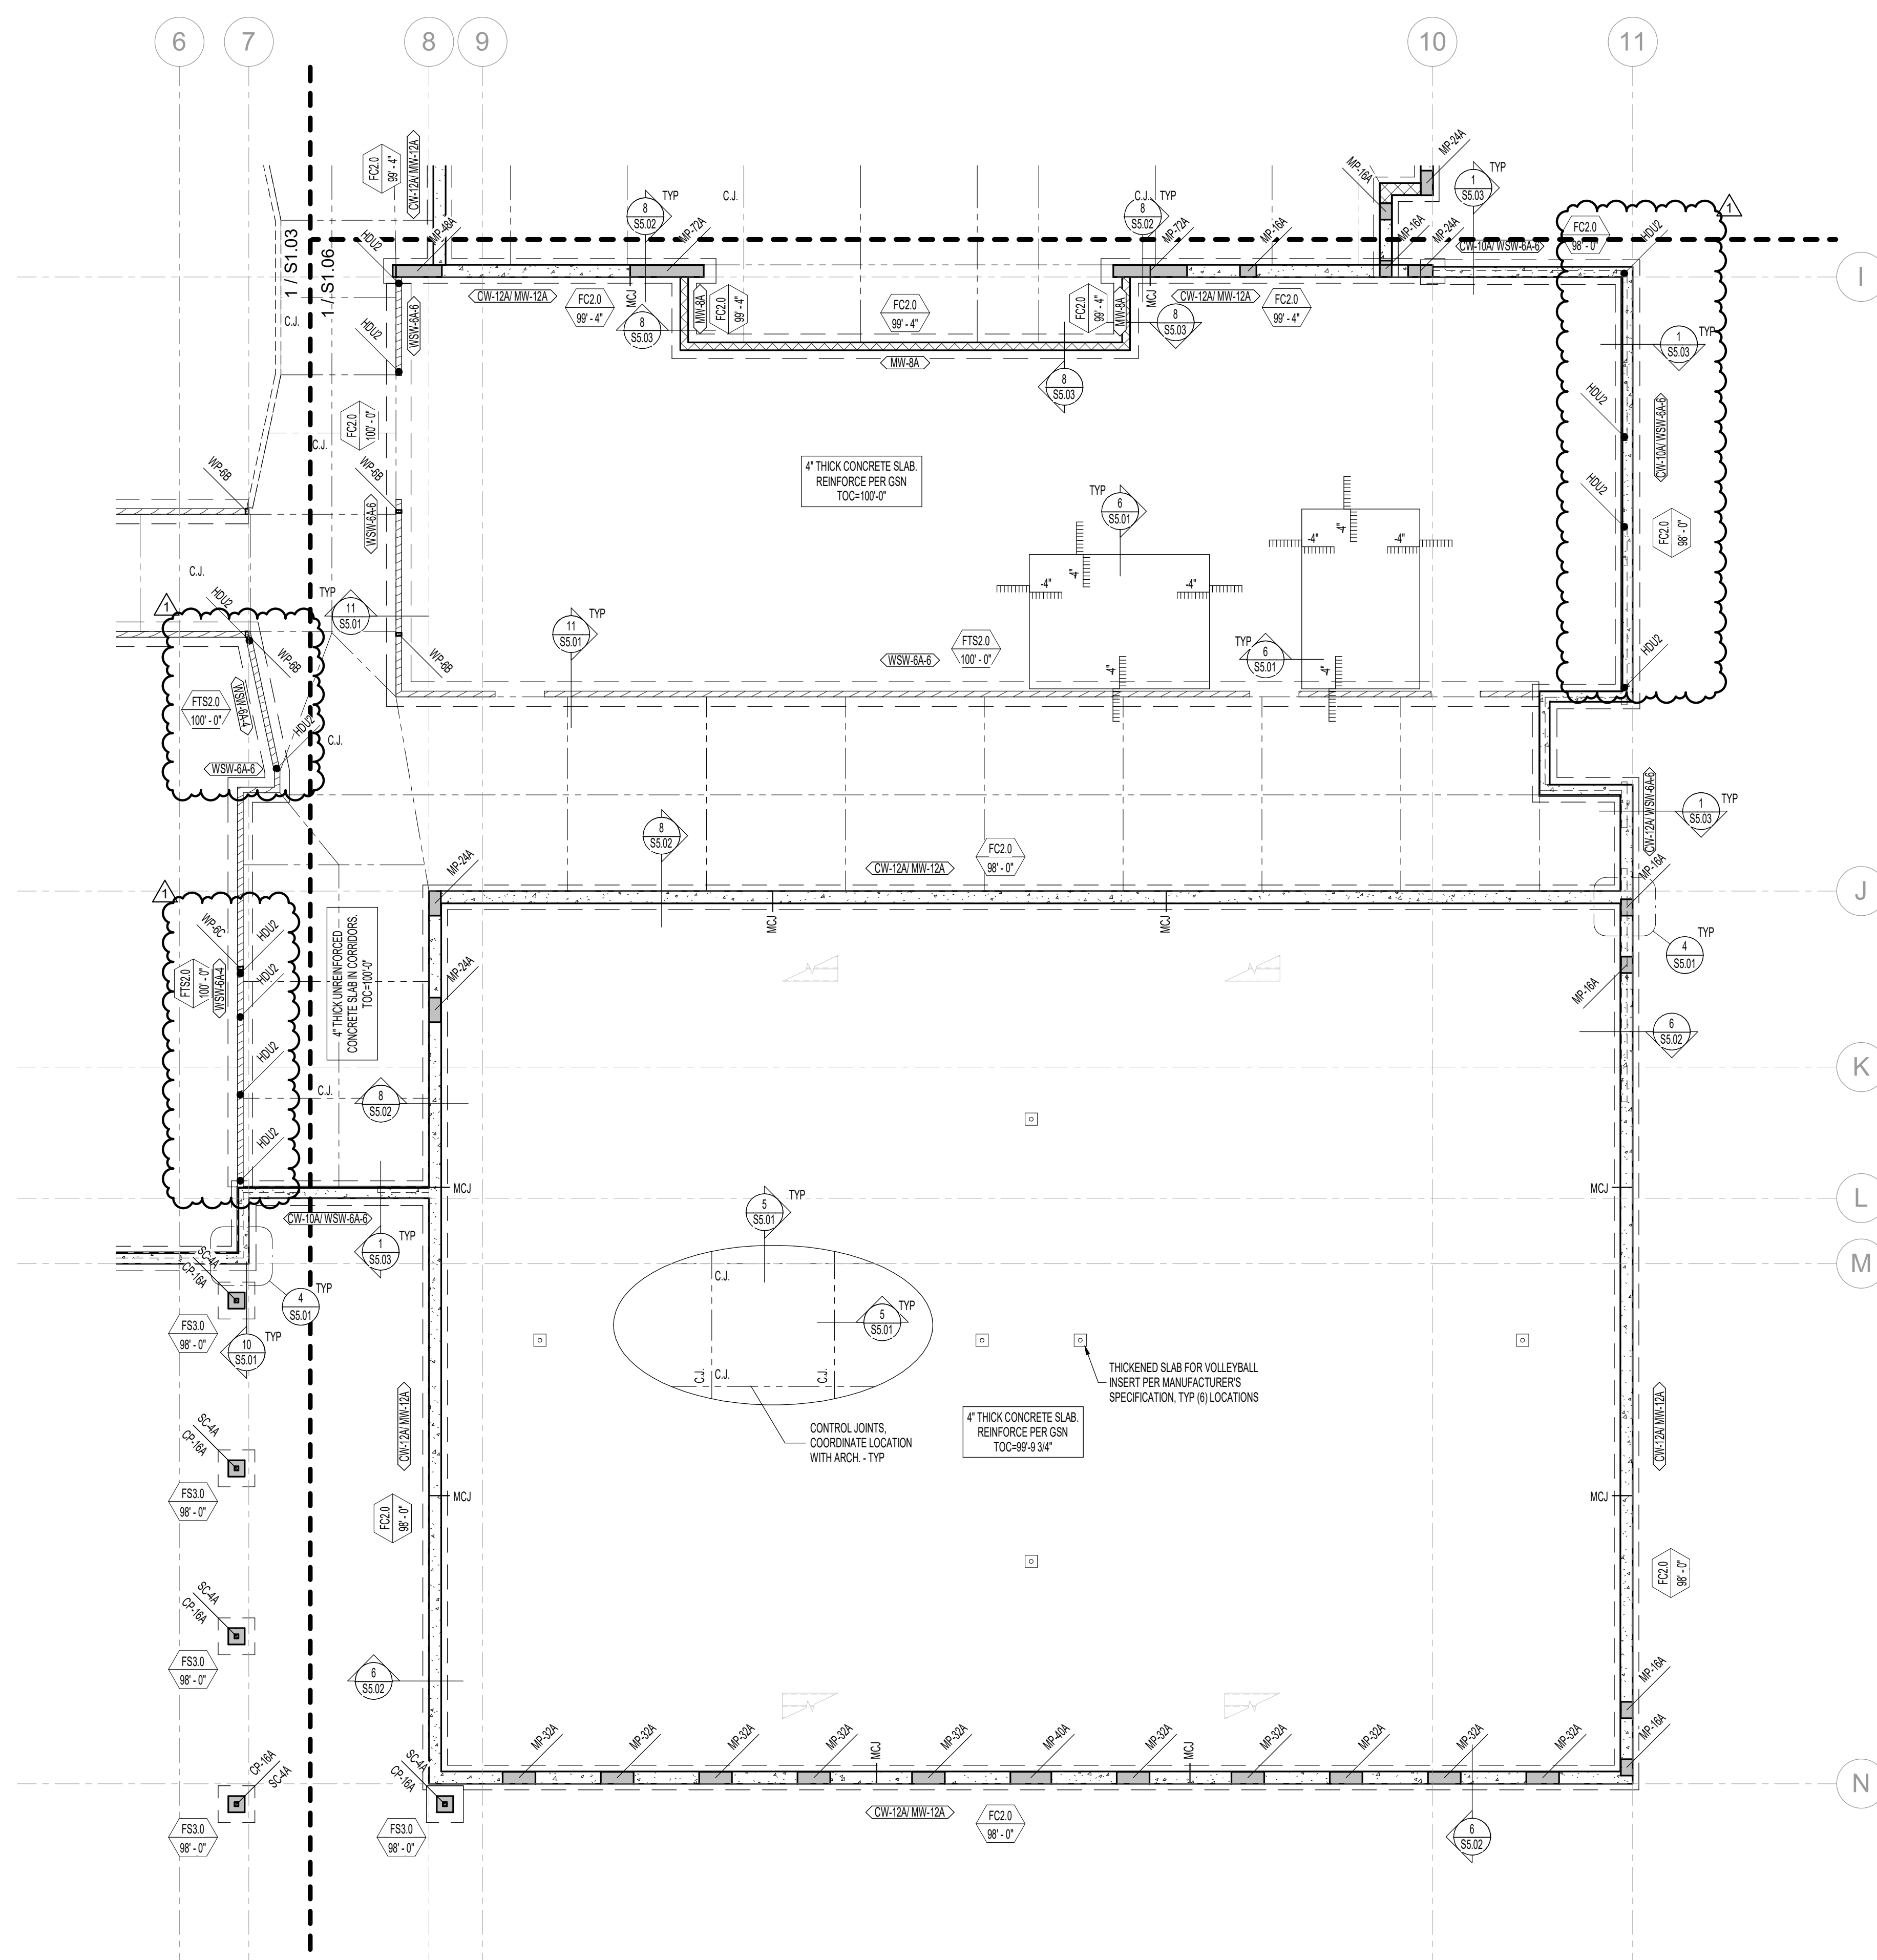 6
7
8
9
10
11
FC2.0
99' - 4"
CW-12A/ MW-12A
8
S5.02
TYP
C.J.
C.J.
8
S5.02
TYP
MP-24A
MP-16A
1
S5.03
TYP
1
1 / S1.03
1 / S1.06
HDU2
MP-48A
MP-72A
MP-72A
MP-16A
MP-16A
MP-24A
CW-10A/ WSW-6A-6
FC2.0
98' - 0"
HDU2
I
C.J.
HDU2
WSW-6A-6
CW-12A/ MW-12A
FC2.0
99' - 4"
MCJ
8
S5.03
MW-8A
FC2.0
99' - 4"
FC2.0
99' - 4"
FC2.0
99' - 4"
MW-8A
MCJ
CW-12A/ MW-12A
8
S5.03
FC2.0
99' - 4"
1
S5.03
TYP
MW-8A
8
S5.03
HDU2
CW-10A/ WSW-6A-6
FC2.0
100' - 0"
C.J.
WP-6B
WP-6B
WSW-6A-6
4" THICK CONCRETE SLAB.
REINFORCE PER GSN
TOC=100'-0"
TYP
6
S5.01
-4"
-4"
-4"
-4"
-4"
-4"
HDU2
FC2.0
98' - 0"
C.J.
HDU2
1
TYP
11
S5.01
11
S5.01
TYP
WP-6B
WP-6B
WSW-6A-6
FTS2.0
100' - 0"
TYP
6
S5.01
-4"
-4"
HDU2
FTS2.0
100' - 0"
WSW-6A-4
HDU2
C.J.
WSW-6A-6
8
S5.02
CW-12A/ MW-12A
FC2.0
98' - 0"
CW-12A/ WSW-6A-6
1
S5.03
TYP
1
MP-24A
MP-16A
J
MCJ
MCJ
WP-6C
HDU2
HDU2
FTS2.0
100' - 0"
WSW-6A-4
4" THICK UNREINFORCED
CONCRETE SLAB IN CORRIDORS.
TOC=100'-0"
MP-24A
4
S5.01
TYP
MP-16A
6
S5.02
HDU2
K
C.J.
8
S5.02
HDU2
MCJ
MCJ
L
CW-10A/ WSW-6A-6
1
S5.03
TYP
5
S5.01
TYP
M
SC-4A
CP-16A
4
S5.01
TYP
C.J.
5
S5.01
TYP
FS3.0
98' - 0"
10
S5.01
TYP
C.J.
C.J.
C.J.
THICKENED SLAB FOR VOLLEYBALL
INSERT PER MANUFACTURER'S
SPECIFICATION, TYP (6) LOCATIONS
CONTROL JOINTS,
COORDINATE LOCATION
WITH ARCH. - TYP
4" THICK CONCRETE SLAB.
REINFORCE PER GSN
TOC=99'-9 3/4"
CW-12A/ MW-12A
CW-12A/ MW-12A
SC-4A
CP-16A
FS3.0
98' - 0"
FC2.0
98' - 0"
MCJ
MCJ
FC2.0
98' - 0"
SC-4A
CP-16A
FS3.0
98' - 0"
6
S5.02
MP-16A
MP-32A
MP-32A
MP-32A
MP-32A
MCJ
MP-32A
MP-40A
MP-32A
MCJ
MP-32A
MP-32A
MP-32A
MP-32A
MP-16A
CP-16A
SC-4A
SC-4A
CP-16A
N
FS3.0
98' - 0"
FS3.0
98' - 0"
CW-12A/ MW-12A
FC2.0
98' - 0"
6
S5.02